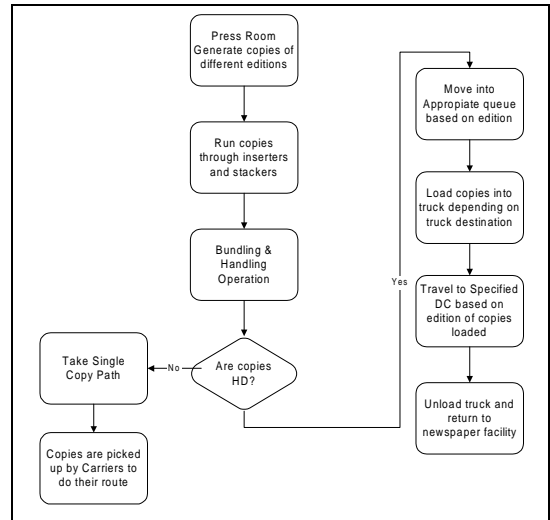 Press Room
Generate copies of
different editions
Run copies
through inserters
and stackers
Bundling &
Handling
Operation
Are copies
HD?
No
Take Single
Copy Path
Copies are picked
up by Carriers to
do their route
Yes
Move into
Appropiate queue
based on edition
Load copies into
truck depending on
truck destination
Travel to Specified
DC based on
edition of copies
loaded
Unload truck and
return to
newspaper facility